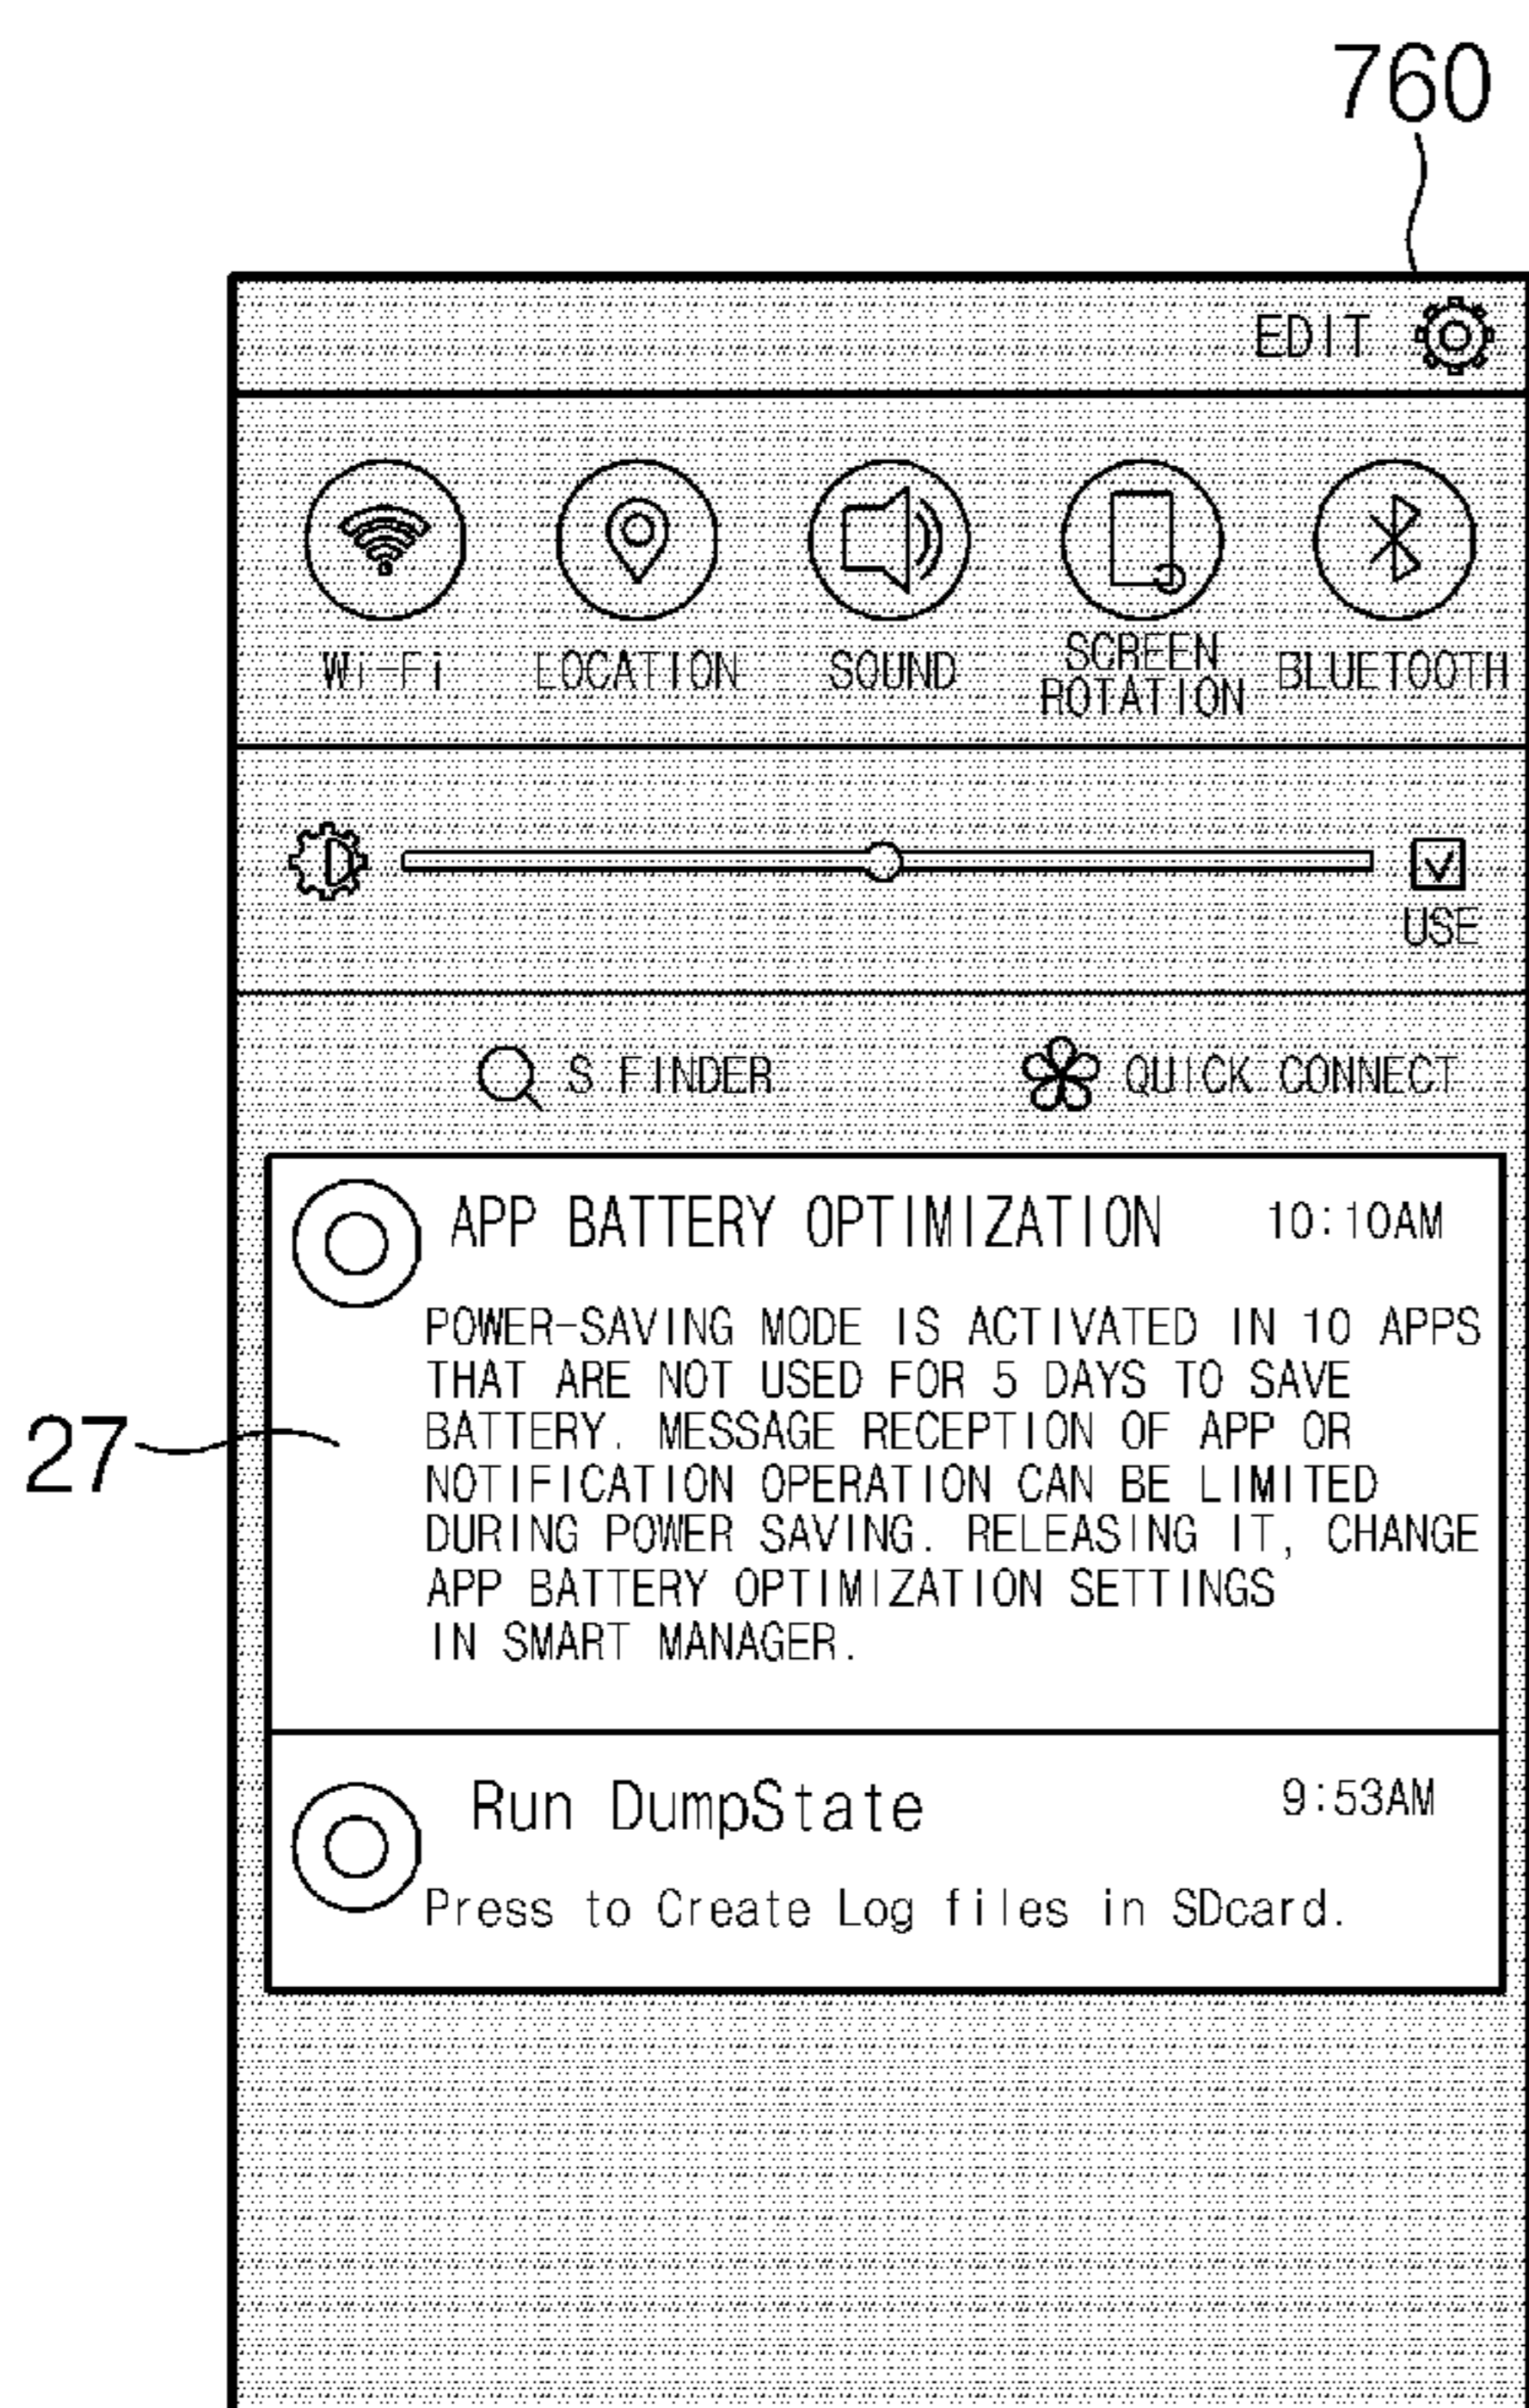 760
EDIT
Wi-Fi LOCATION SOUND SCREEN ROTATION BLUETOOTH
USE
S FINDER QUICK CONNECT
APP BATTERY OPTIMIZATION 10:10AM
POWER-SAVING MODE IS ACTIVATED IN 10 APPS
THAT ARE NOT USED FOR 5 DAYS TO SAVE
BATTERY. MESSAGE RECEPTION OF APP OR
27
NOTIFICATION OPERATION CAN BE LIMITED
DURING POWER SAVING. RELEASING IT, CHANGE
APP BATTERY OPTIMIZATION SETTINGS
IN SMART MANAGER.
Run DumpState 9:53AM
Press to Create Log files in SDcard.